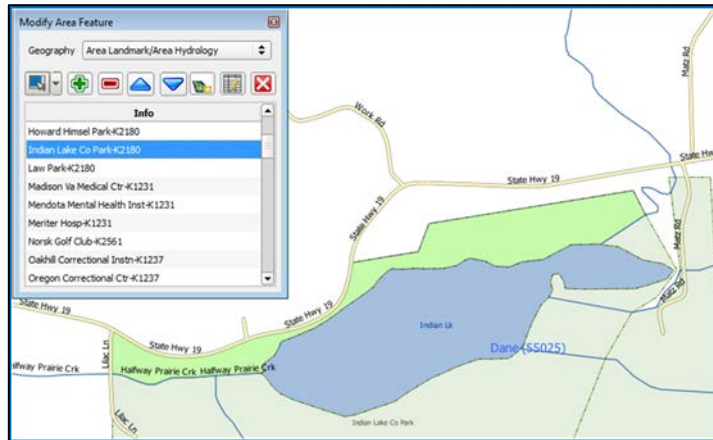 Modify Area Feature
Geography Area Landmark/Area Hydrology
Info
Howard Himsel Park-K2180
Indian Lake Co Park-K2180
Law Park-K2180
Madison Va Medical Ctr-K1231
Mendota Mental Health Inst-K1231
Meriter Hosp-K1231
Norsk Golf Club-K2561
Oakhill Correctional Instn-K1237
Oregon Correctional Ctr-K1237
Matz Rd
Work Rd
State Hwy 19
State Hw
State Hwy 19
Matz Rd
Matz Rd
State Hwy 19
State Hwy 19
State Hwy 19
Lilac Ln
Indian Lk
Dane (55025)
alfway Prairie Crk
Halfway Prairie Crk
Halfway Prairie Crk
Lilac Ln
Indian Lake Co Park